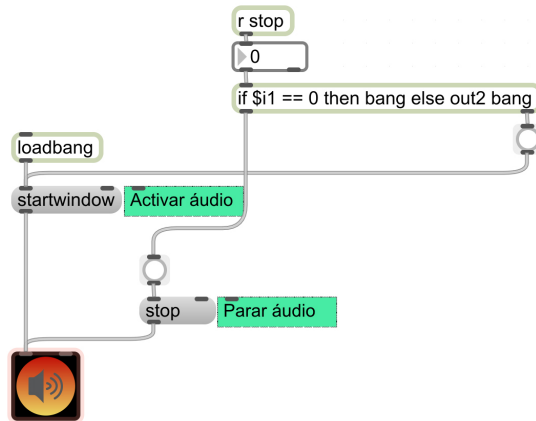 r stop
0
if $i1 == 0 then bang else out2 bang
loadbang
startwindow
Activar áudio
stop
Parar áudio